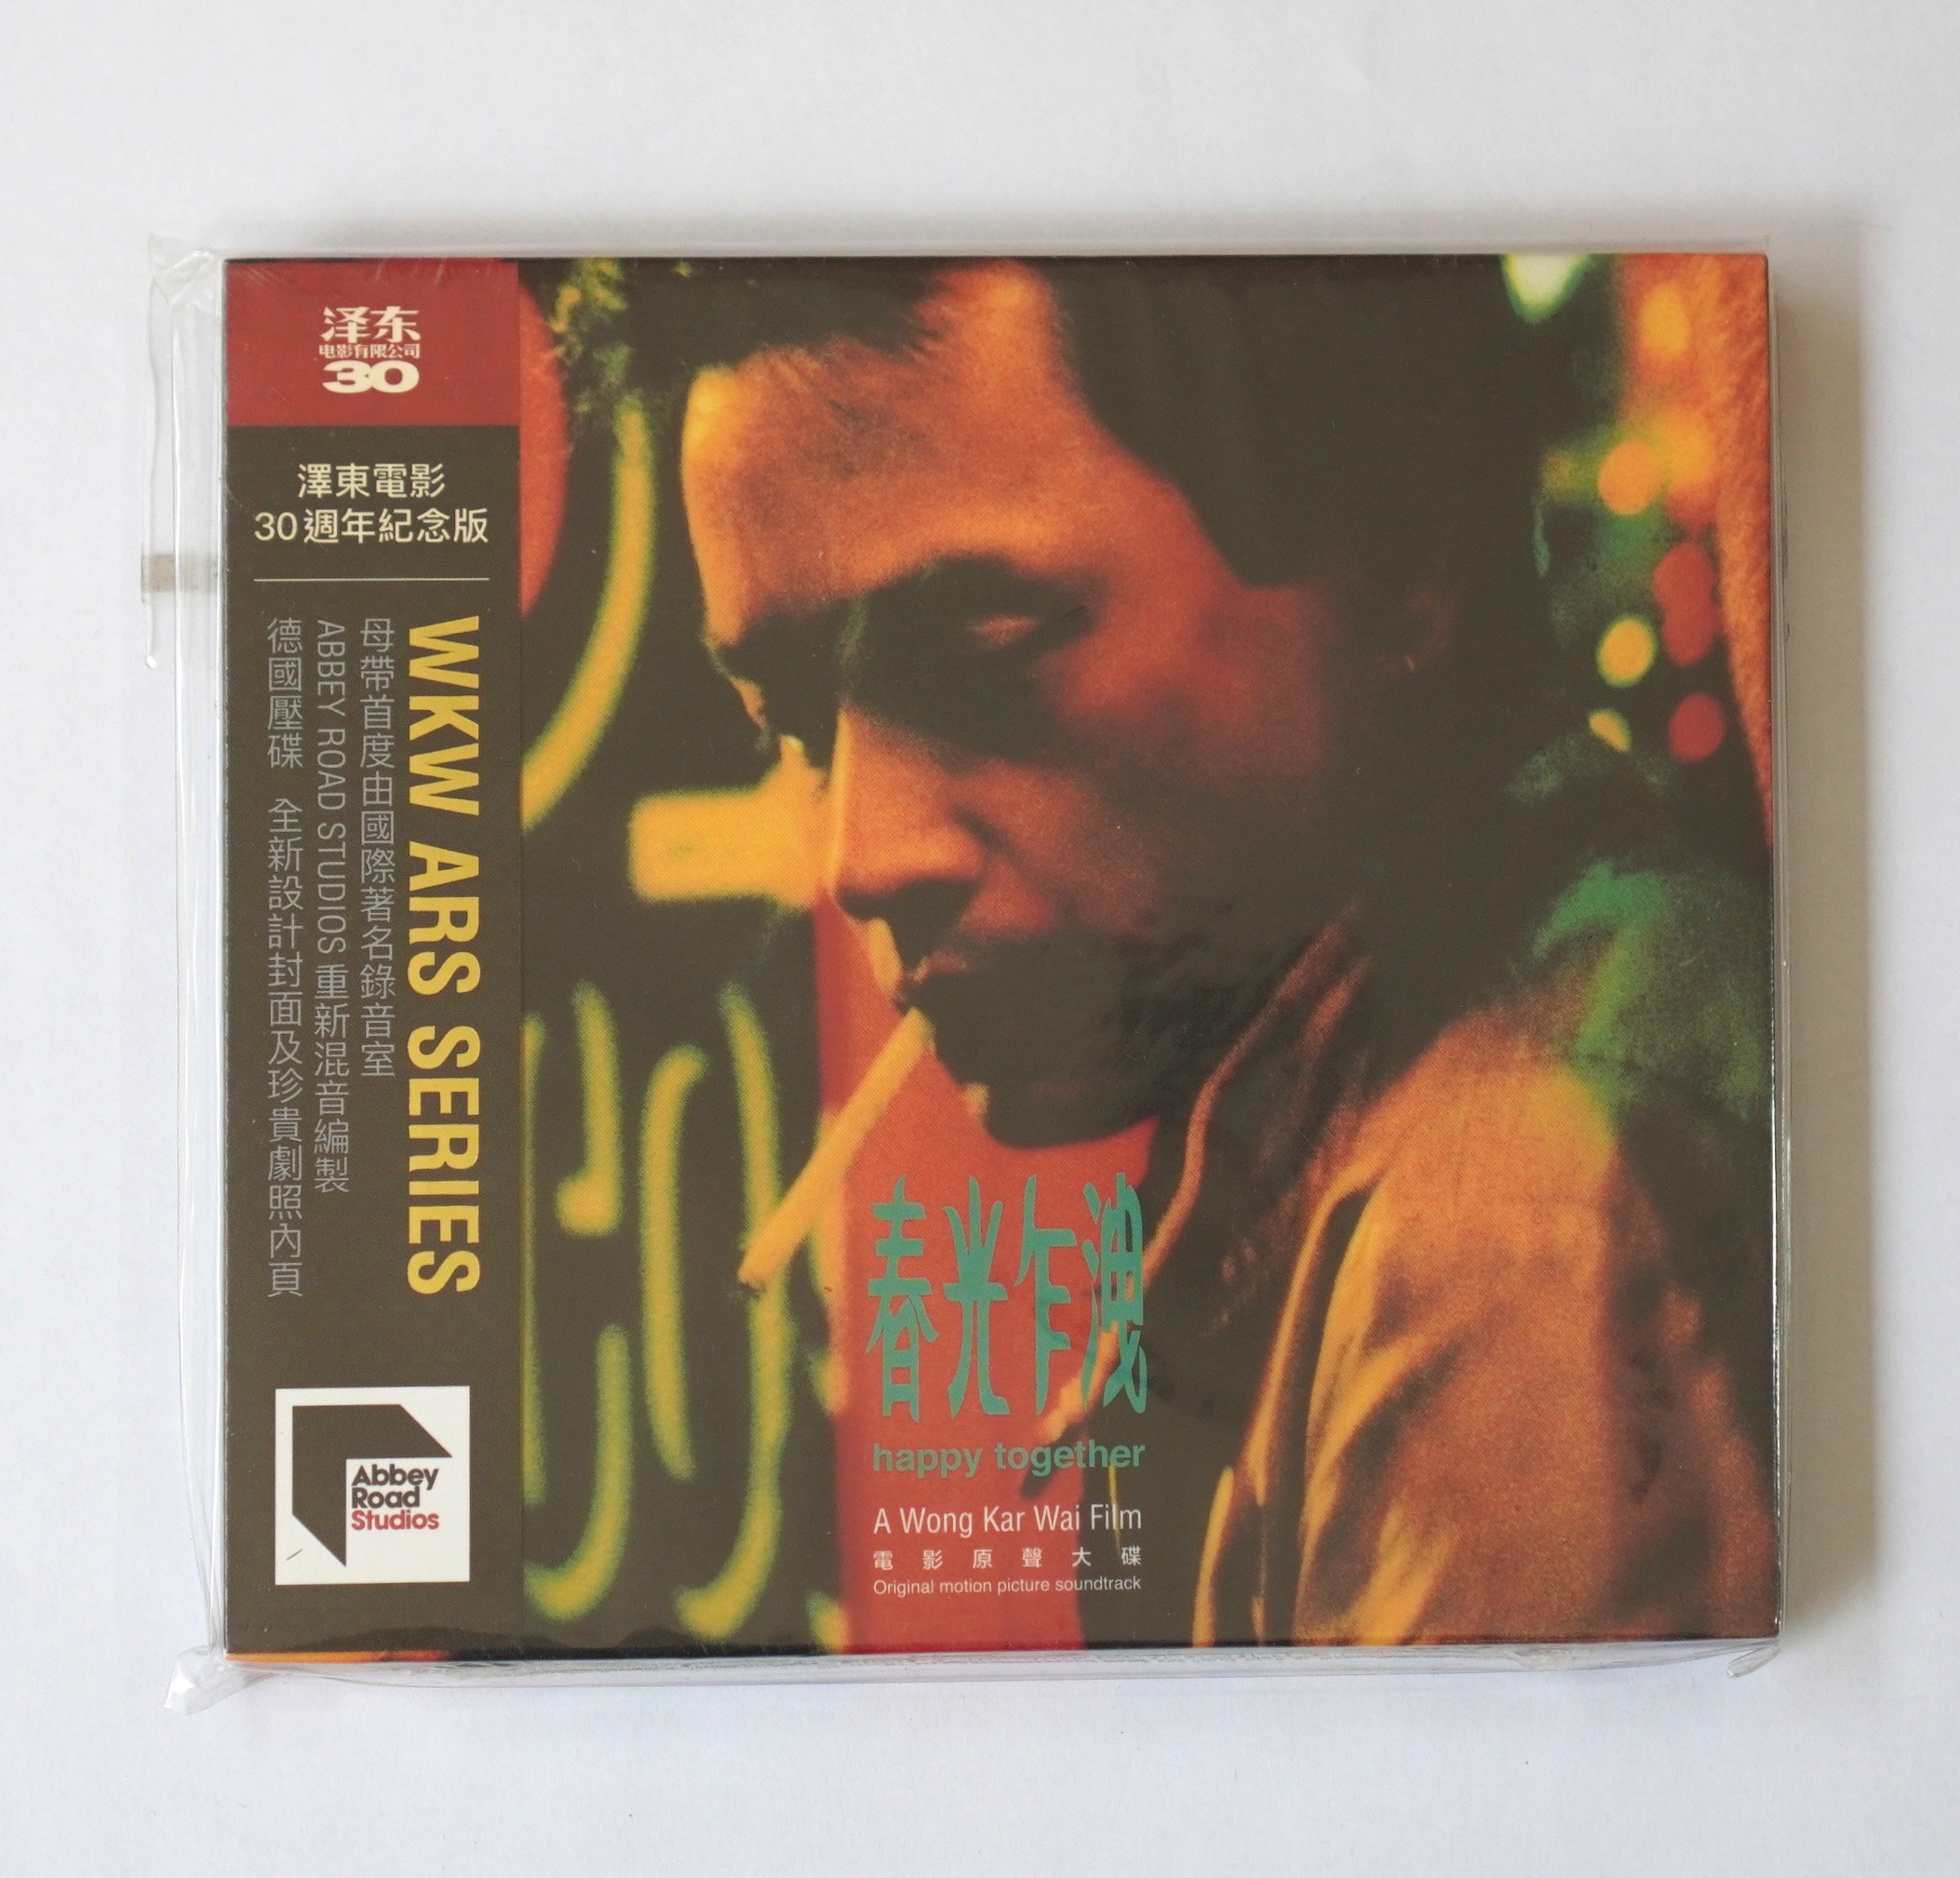 泽东
电影有限公司
30
澤東電影
30週年紀念版
WKW ARS SERIES
母帶首度由國際著名錄音室
ABBEY ROAD STUDIOS 重新混音編製
德國壓碟 全新設計封面及珍貴劇照內頁
Abbey
Road
Studios
春光乍洩
happy together
A Wong Kar Wai Film
電影原聲大碟
Original motion picture soundtrack